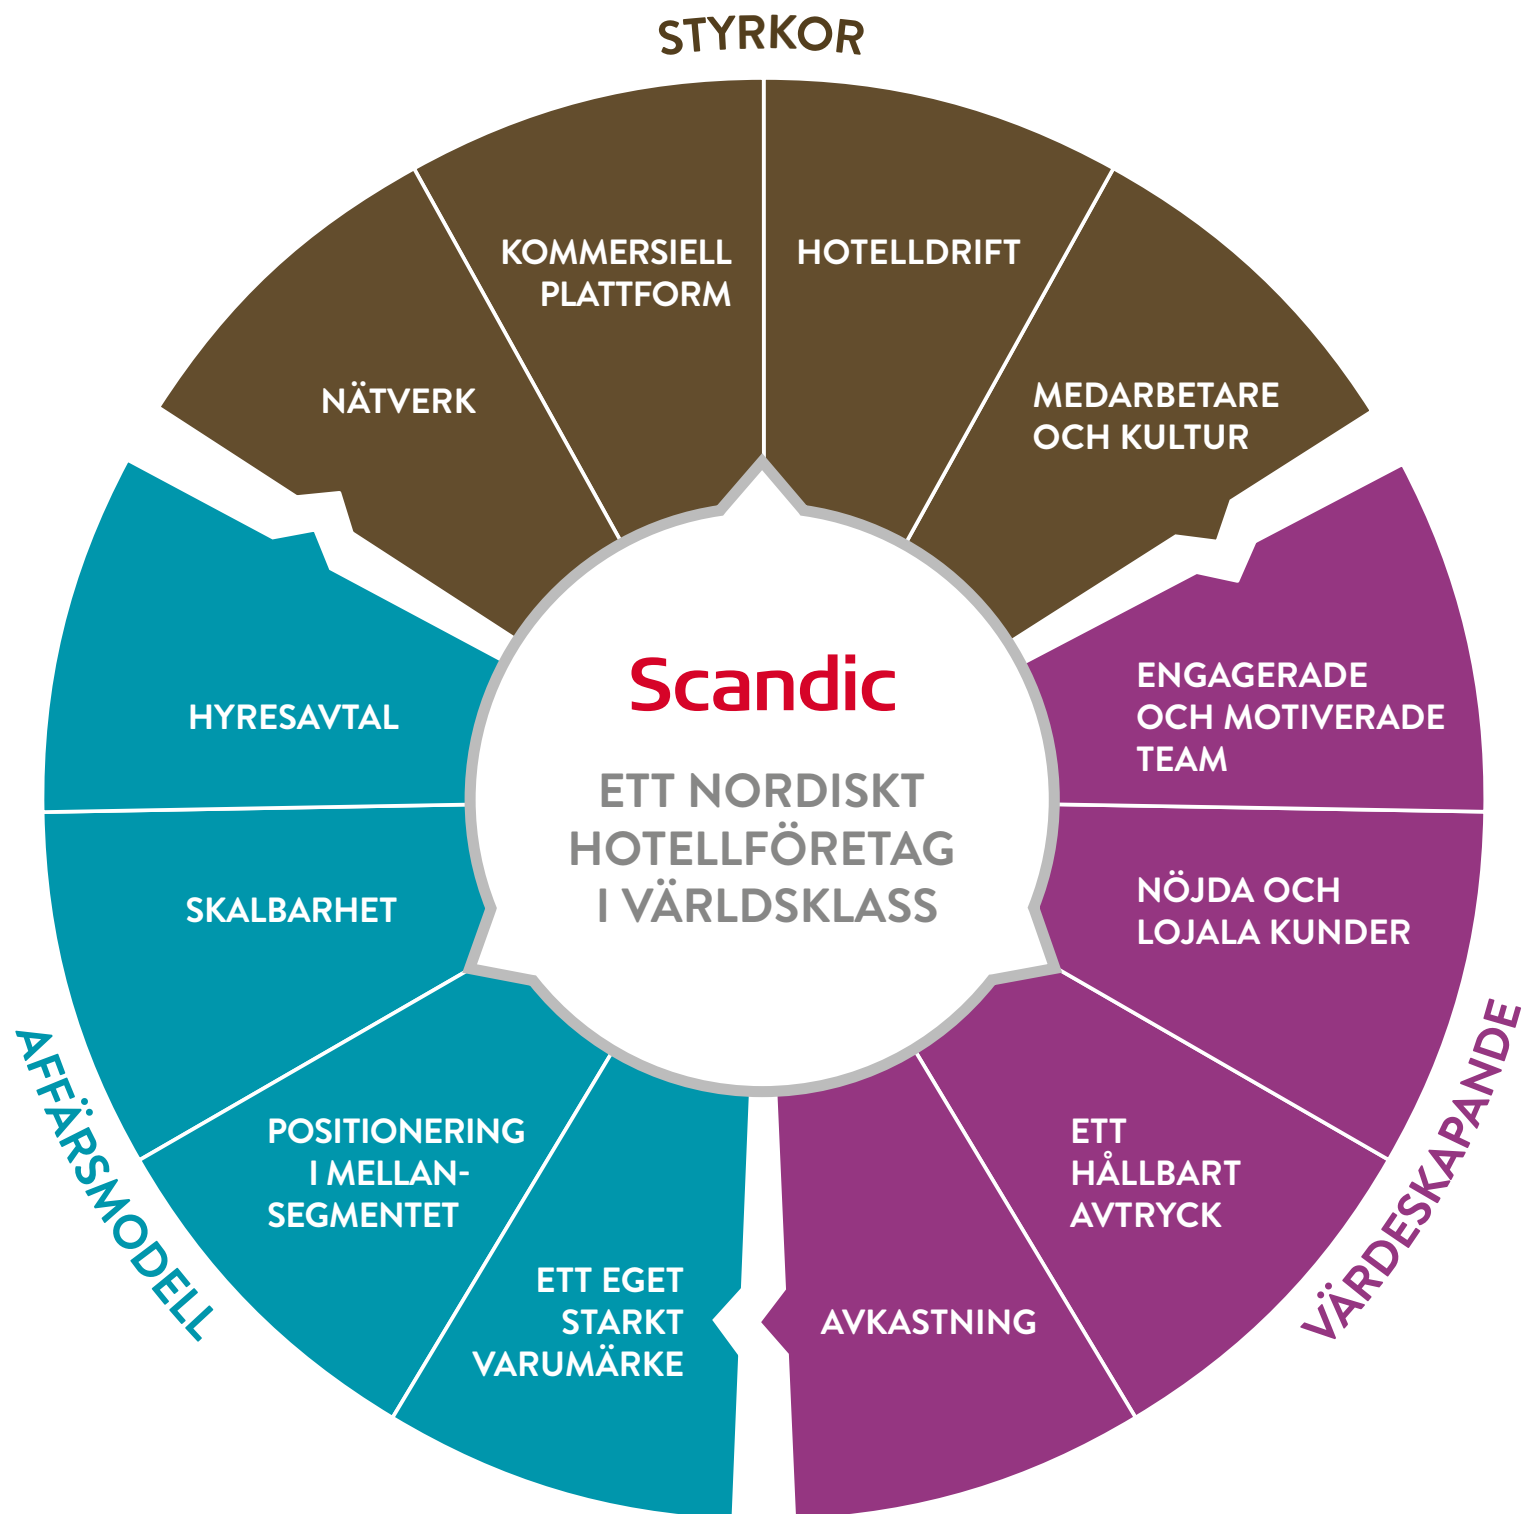 STYRKOR
KOMMERSIELL
PLATTFORM
HOTELLDRIFT
NÄTVERK
MEDARBETARE
OCH KULTUR
HYRESAVTAL
SKALBARHET
POSITIONERING
I MELLAN-
SEGMENTET
ETT EGET
STARKT
VARUMÄRKE
AFFÄRSMODELL
Scandic
ETT NORDISKT
HOTELLFÖRETAG
I VÄRLDSKLASS
ENGAGERADE
OCH MOTIVERADE
TEAM
NÖJDA OCH
LOJALA KUNDER
ETT
HÅLLBART
AVTRYCK
AVKASTNING
VÄRDESKAPANDE